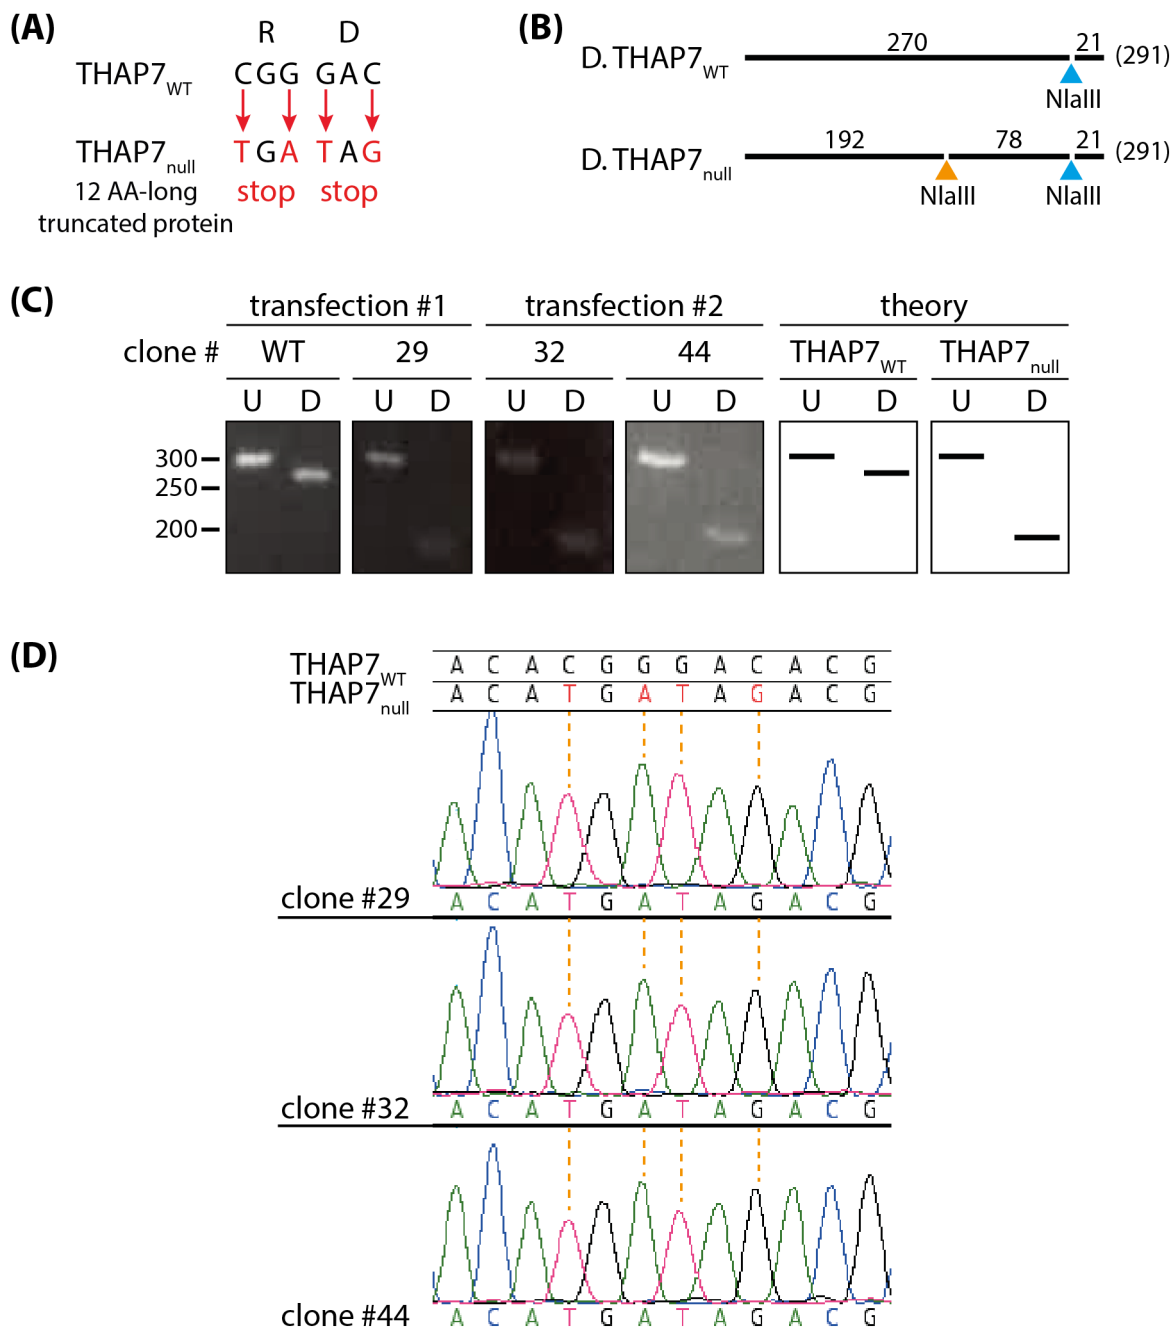 (A)
R D
THAP7WT CGG GAC
THAP7null TGA TAG
12 AA-long stop stop
truncated protein
(B)
270 21
D. THAP7WT (291)
NlaIII
192 78 21
D. THAP7null (291)
NlaIII NlaIII
(C)
transfection #1 transfection #2 theory
clone # WT 29 32 44 THAP7WT THAP7null
U D U D U D U D U D U D
300
250
200
(D)
THAP7WT A C A C G G G A C A C G
THAP7null A C A T G A T A G A C G
clone #29 A C A T G A T A G A C G
clone #32 A C A T G A T A G A C G
clone #44 A C A T G A T A G A C G